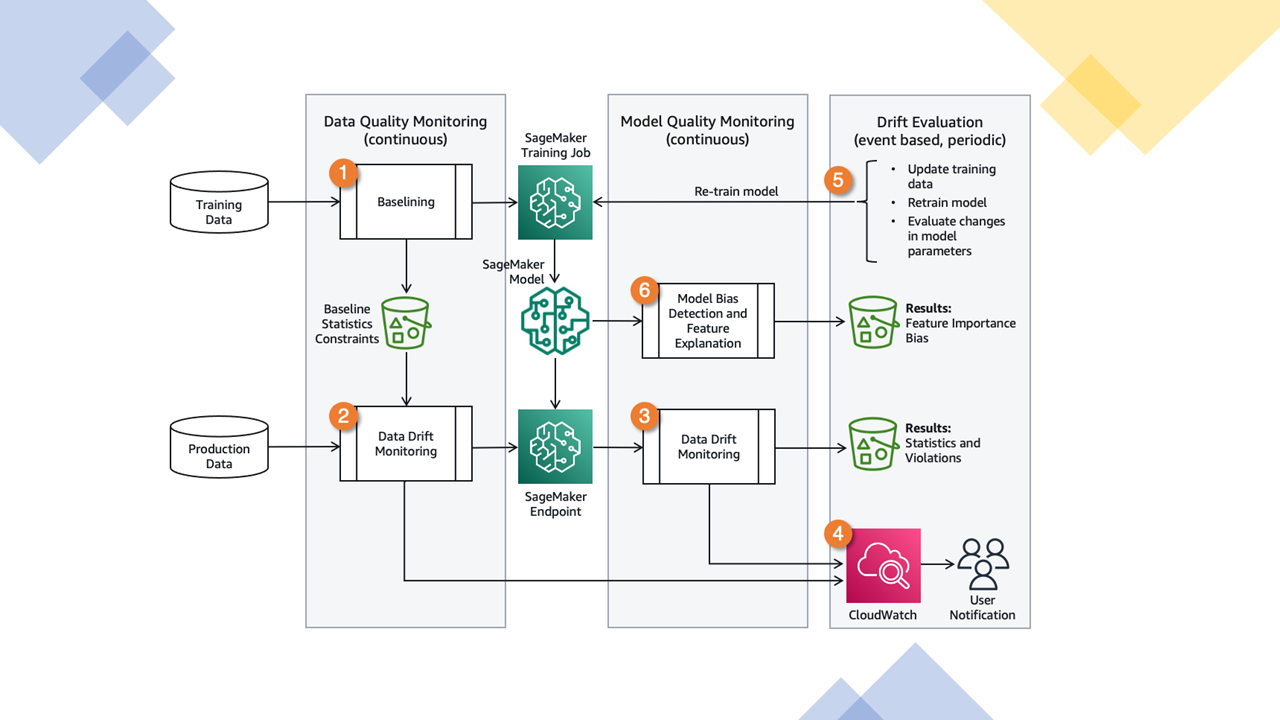 Data Quality Monitoring
(continuous)
SageMaker
Training Job
Model Quality Monitoring
(continuous)
Drift Evaluation
(event based, periodic)
Training
Data
1
Baselining
Re-train model
5
• Update training
data
• Retrain model
• Evaluate changes
in model
parameters
SageMaker
Model
Baseline
Statistics
Constraints
6
Model Bias
Detection and
Feature
Explanation
Results:
Feature Importance
Bias
Production
Data
2
Data Drift
Monitoring
SageMaker
Endpoint
3
Data Drift
Monitoring
Results:
Statistics and
Violations
4
CloudWatch
User
Notification